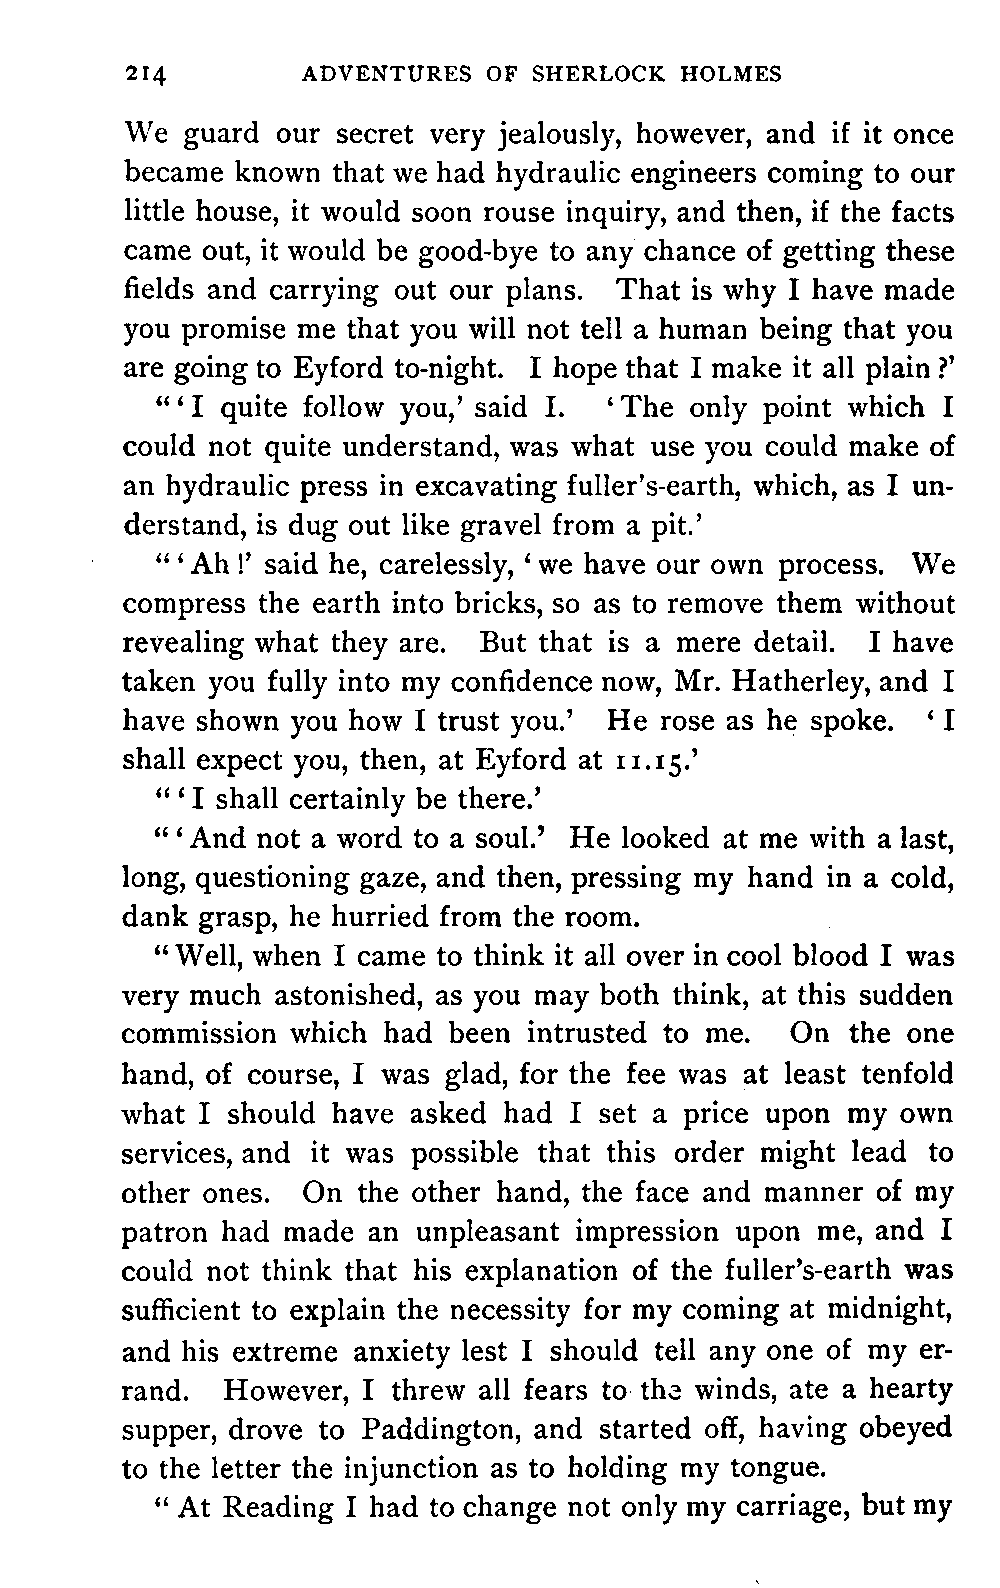 214 ADVENTURES OF SHERLOCK HOLMES
We guard our secret very jealously, however, and if it once
became known that we had hydraulic engineers coming to our
little house, it would soon rouse inquiry, and then, if the facts
came out, it would be good-bye to any chance of getting these
fields and carrying out our plans. That is why I have made
you promise me that you will not tell a human being that you
are going to Eyford to-night. I hope that I make it all plain?’
“‘I quite follow you,’ said I. ‘The only point which I
could not quite understand, was what use you could make of
an hydraulic press in excavating fuller’s-earth, which, as I un-
derstand, is dug out like gravel from a pit.’
“‘Ah!’ said he, carelessly, ‘we have our own process. We
compress the earth into bricks, so as to remove them without
revealing what they are. But that is a mere detail. I have
taken you fully into my confidence now, Mr. Hatherley, and I
have shown you how I trust you.’ He rose as he spoke. ‘I
shall expect you, then, at Eyford at 11.15.’
“‘I shall certainly be there.’
“‘And not a word to a soul.’ He looked at me with a last,
long, questioning gaze, and then, pressing my hand in a cold,
dank grasp, he hurried from the room.
“Well, when I came to think it all over in cool blood I was
very much astonished, as you may both think, at this sudden
commission which had been intrusted to me. On the one
hand, of course, I was glad, for the fee was at least tenfold
what I should have asked had I set a price upon my own
services, and it was possible that this order might lead to
other ones. On the other hand, the face and manner of my
patron had made an unpleasant impression upon me, and I
could not think that his explanation of the fuller’s-earth was
sufficient to explain the necessity for my coming at midnight,
and his extreme anxiety lest I should tell any one of my er-
rand. However, I threw all fears to the winds, ate a hearty
supper, drove to Paddington, and started off, having obeyed
to the letter the injunction as to holding my tongue.
“At Reading I had to change not only my carriage, but my